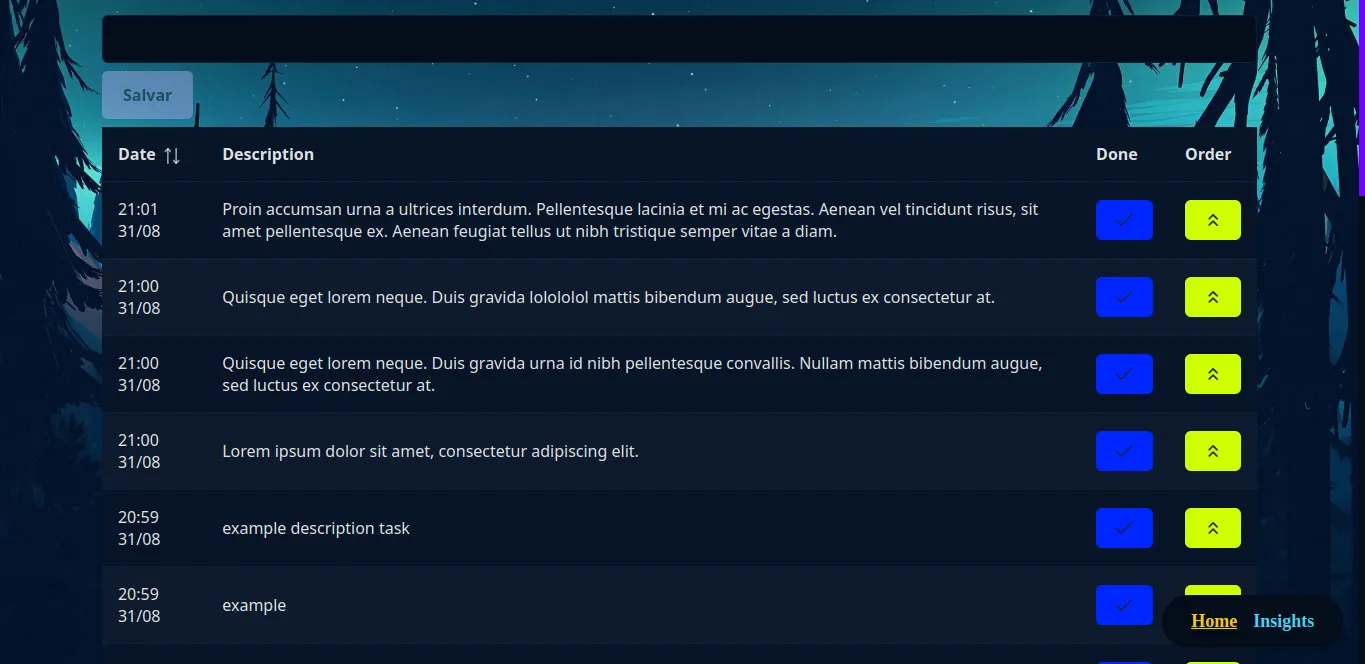 Salvar
Date Description Done Order
21:01
31/08
Proin accumsan urna a ultrices interdum. Pellentesque lacinia et mi ac egestas. Aenean vel tincidunt risus, sit
amet pellentesque ex. Aenean feugiat tellus ut nibh tristique semper vitae a diam.
21:00
31/08
Quisque eget lorem neque. Duis gravida lolololol mattis bibendum augue, sed luctus ex consectetur at.
21:00
31/08
Quisque eget lorem neque. Duis gravida urna id nibh pellentesque convallis. Nullam mattis bibendum augue,
sed luctus ex consectetur at.
21:00
31/08
Lorem ipsum dolor sit amet, consectetur adipiscing elit.
20:59
31/08
example description task
20:59
31/08
example
Home Insights